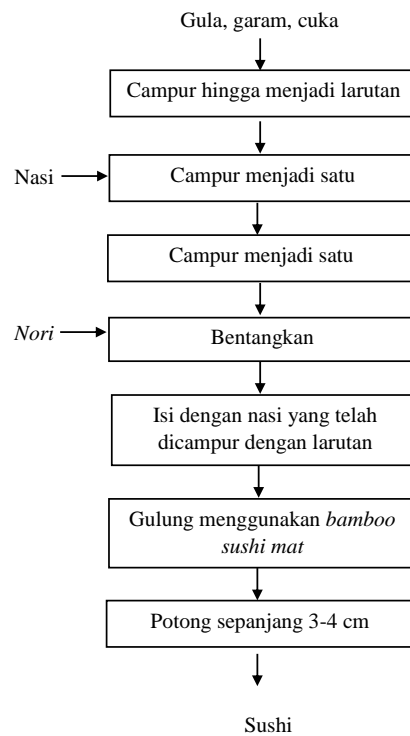 Gula, garam, cuka
Campur hingga menjadi larutan
Nasi
Campur menjadi satu
Campur menjadi satu
Nori
Bentangkan
Isi dengan nasi yang telah
dicampur dengan larutan
Gulung menggunakan bamboo
sushi mat
Potong sepanjang 3-4 cm
Sushi